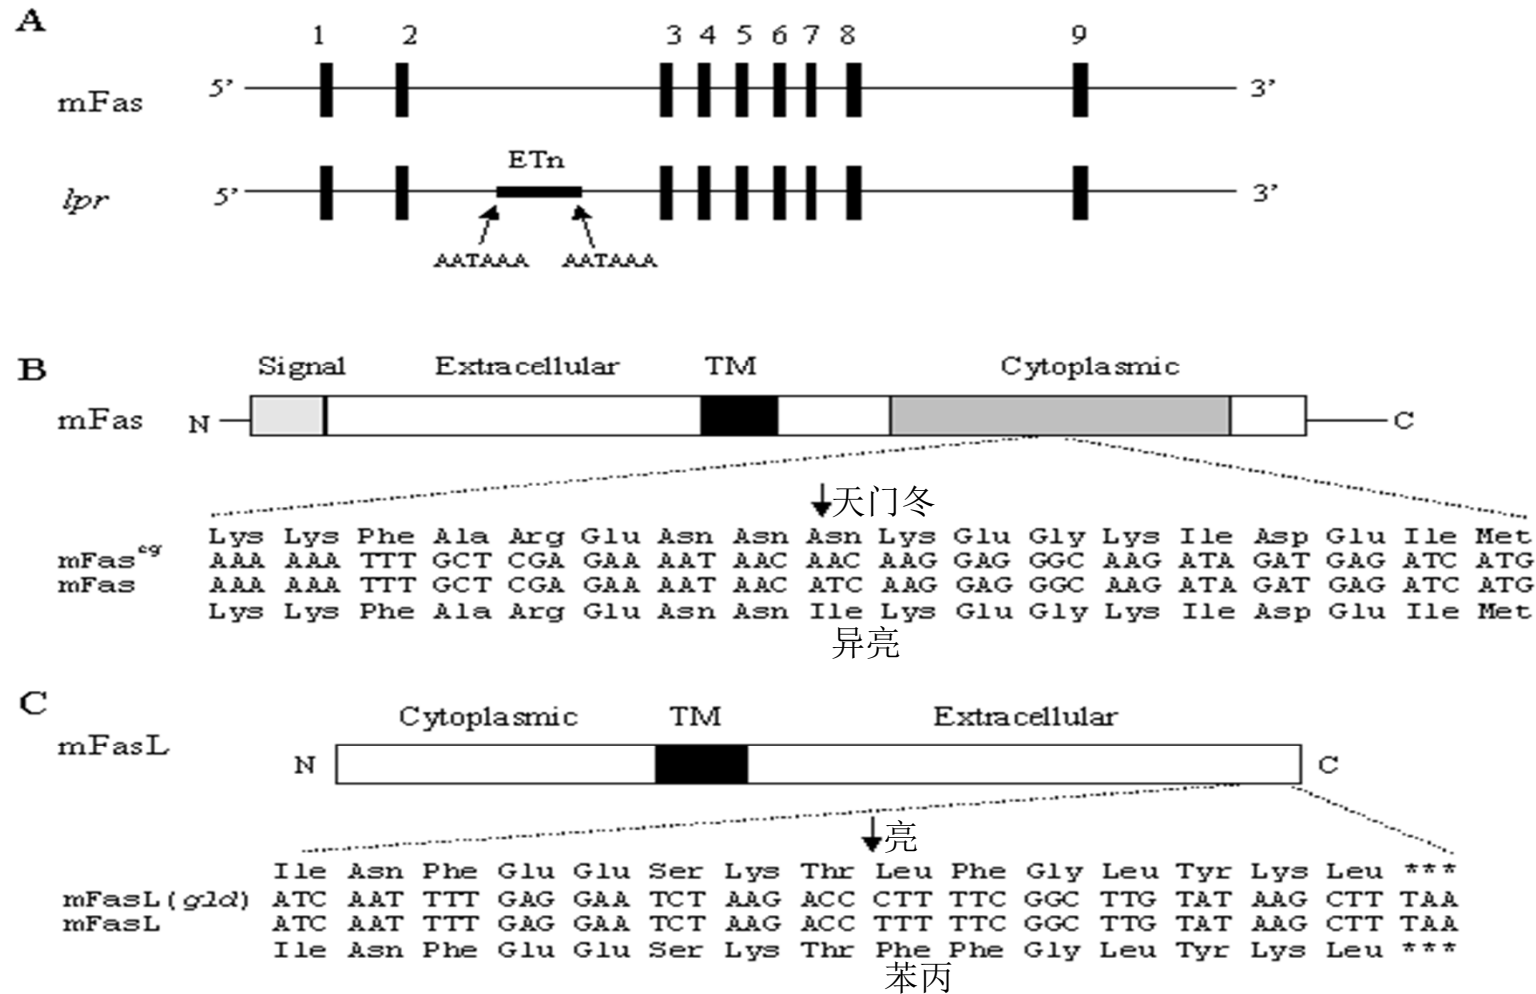 A
1 2 3 4 5 6 7 8 9
mFas 5’ 3’
ETn
lpr 5’ 3’
AATAAA AATAAA
B
Signal Extracellular TM Cytoplasmic
mFas N C
天门冬
Lys Lys Phe Ala Arg Glu Asn Asn Asn Lys Glu Gly Lys Ile Asp Glu Ile Met
mFas cg AAA AAA TTT GCT CGA GAA AAT AAC AAC AAG GAG GGC AAG ATA GAT GAG ATC ATG
mFas AAA AAA TTT GCT CGA GAA AAT AAC ATC AAG GAG GGC AAG ATA GAT GAG ATC ATG
Lys Lys Phe Ala Arg Glu Asn Asn Ile Lys Glu Gly Lys Ile Asp Glu Ile Met
异亮
C
Cytoplasmic TM Extracellular
mFasL N C
亮
Ile Asn Phe Glu Glu Ser Lys Thr Leu Phe Gly Leu Tyr Lys Leu ***
mFasL(gld) ATC AAT TTT GAG GAA TCT AAG ACC CTT TTC GGC TTG TAT AAG CTT TAA
mFasL ATC AAT TTT GAG GAA TCT AAG ACC TTT TTC GGC TTG TAT AAG CTT TAA
Ile Asn Phe Glu Glu Ser Lys Thr Phe Phe Gly Leu Tyr Lys Leu ***
苯丙